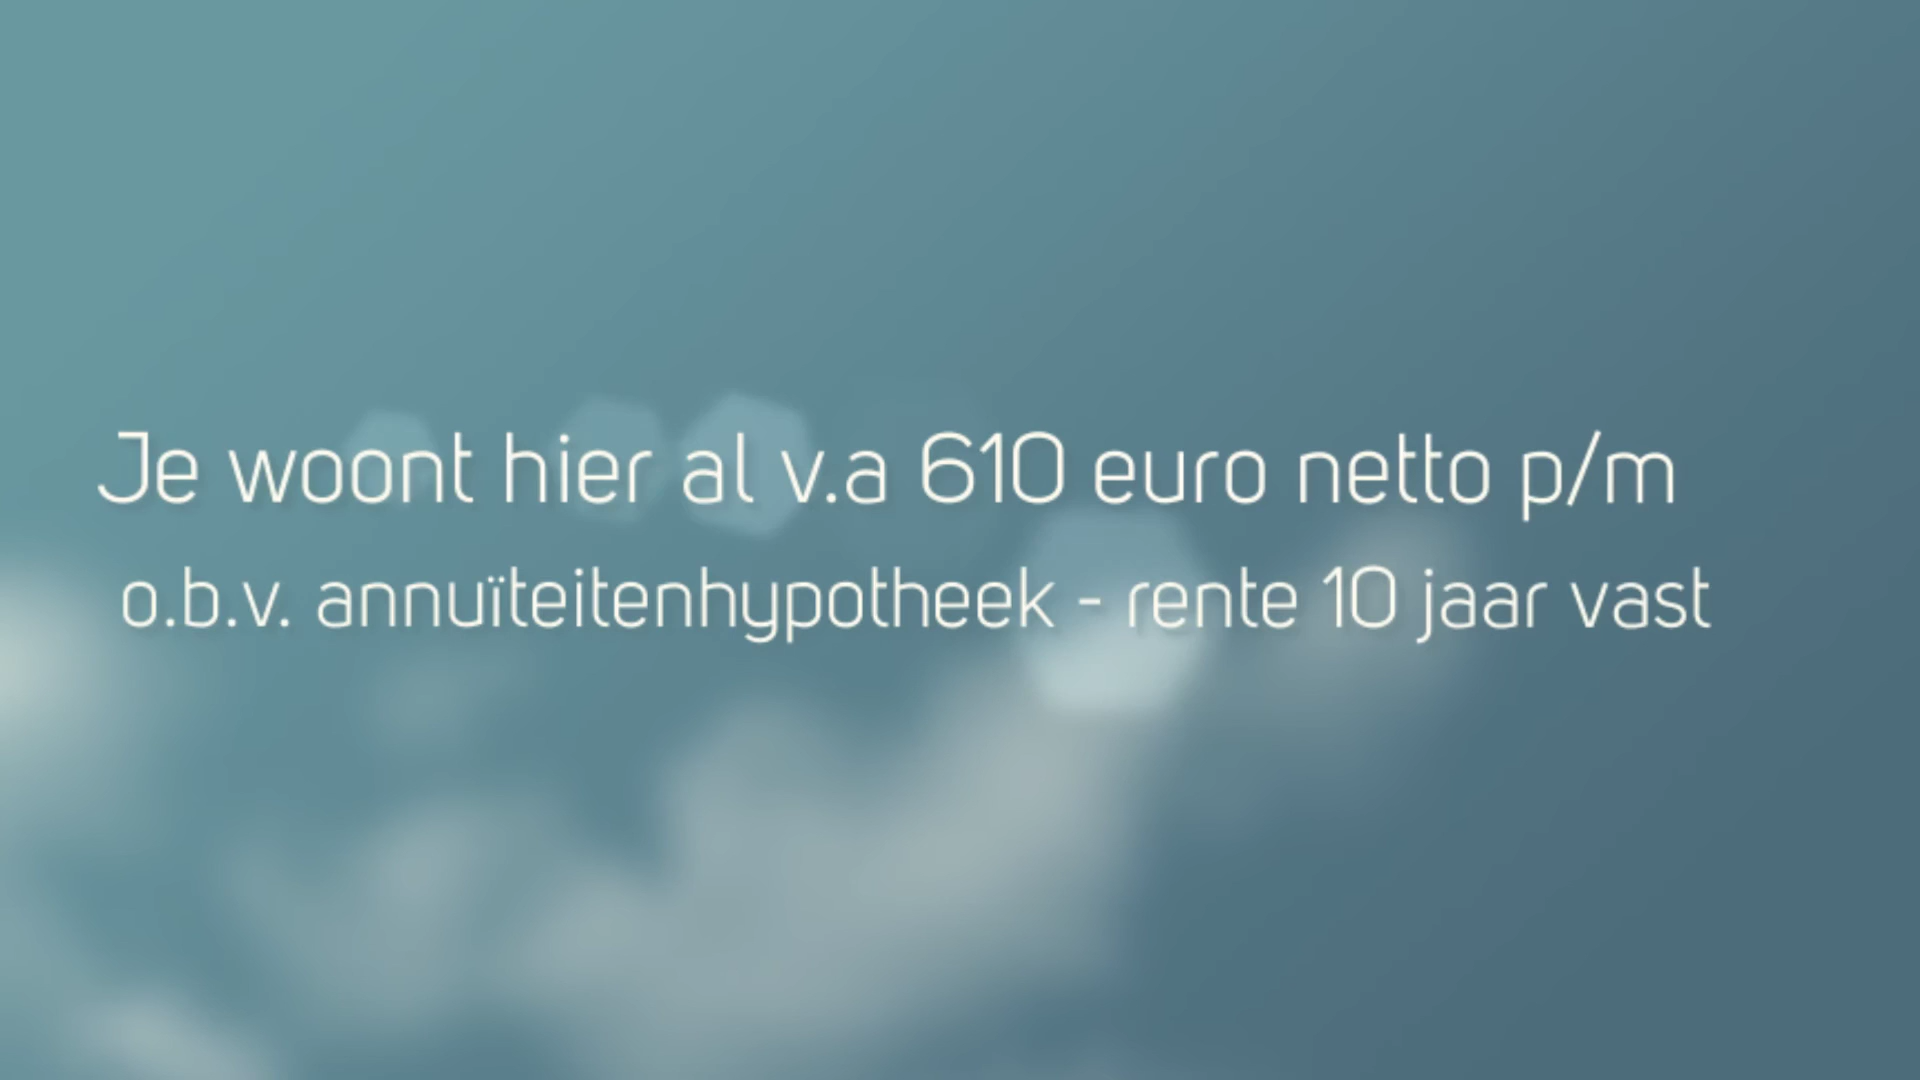 Je woont hier al v.a 610 euro netto p/m
o.b.v. annuïteitenhypotheek - rente 10 jaar vast